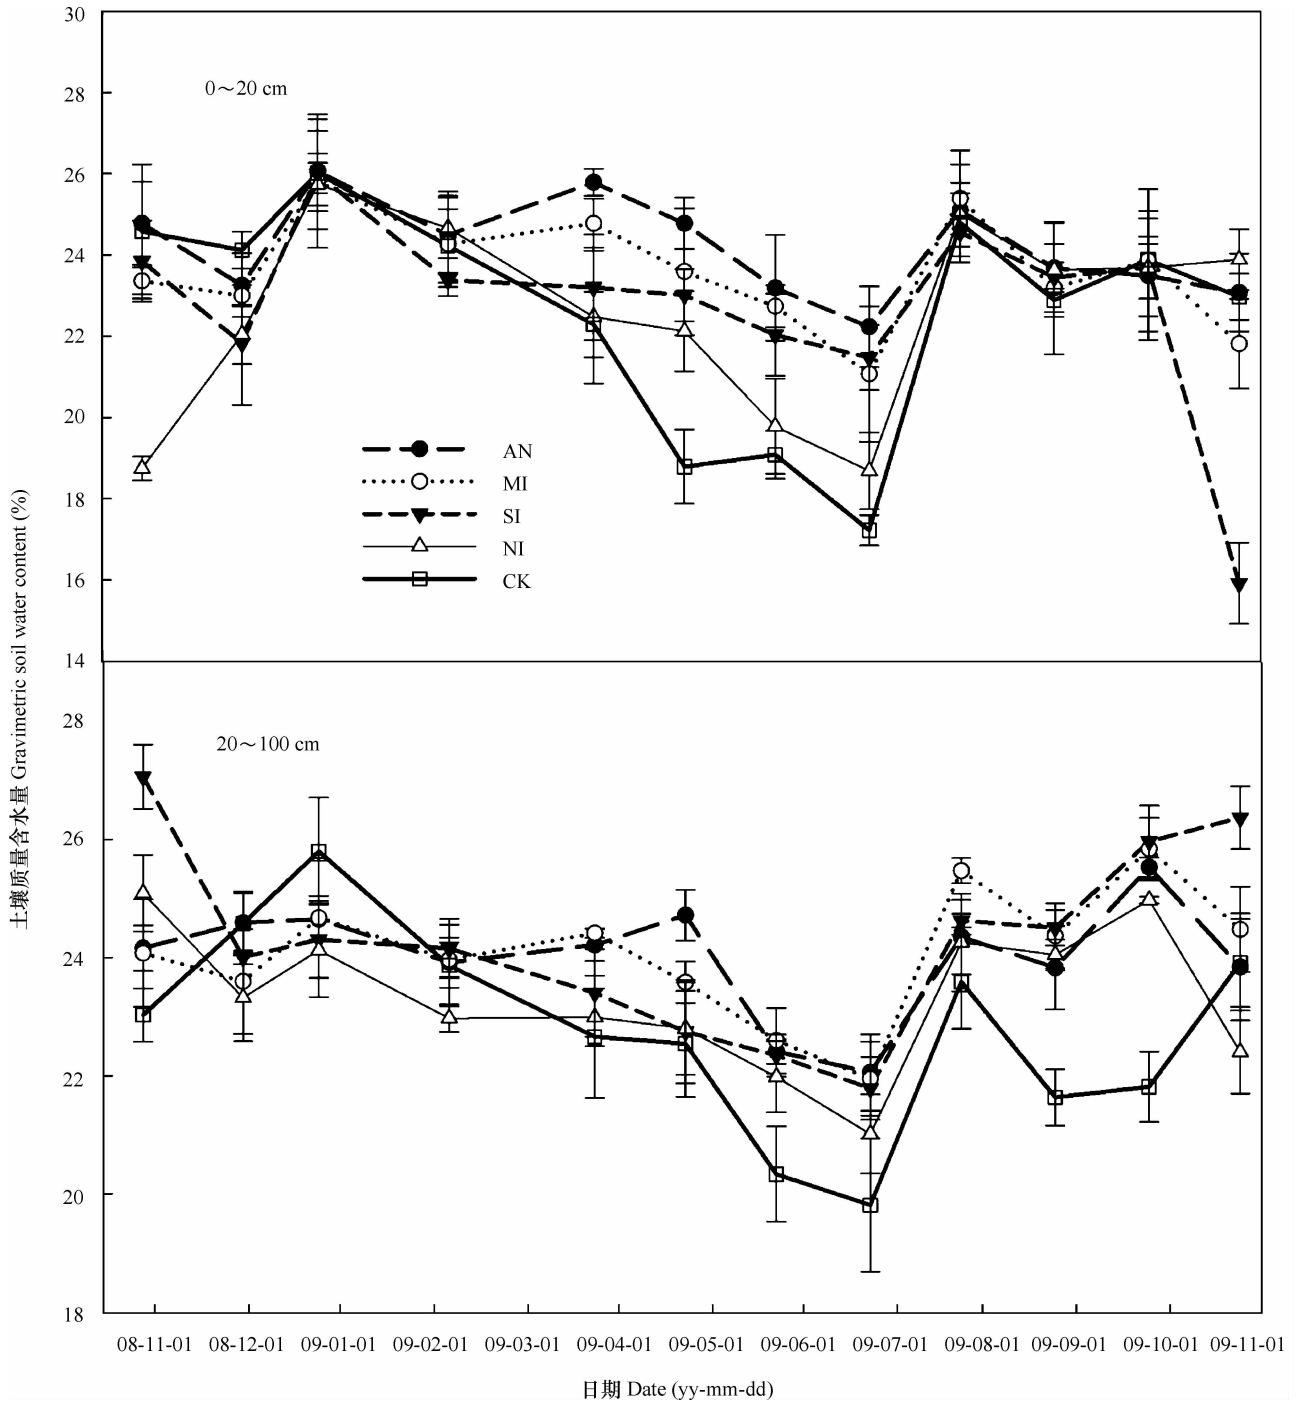 30
28
26
24
22
20
18
16
14
0～20 cm
AN
MI
SI
NI
CK
土壤质量含水量 Gravimetric soil water content (%)
28
26
24
22
20
18
20～100 cm
08-11-01 08-12-01 09-01-01 09-02-01 09-03-01 09-04-01 09-05-01 09-06-01 09-07-01 09-08-01 09-09-01 09-10-01 09-11-01
日期 Date (yy-mm-dd)